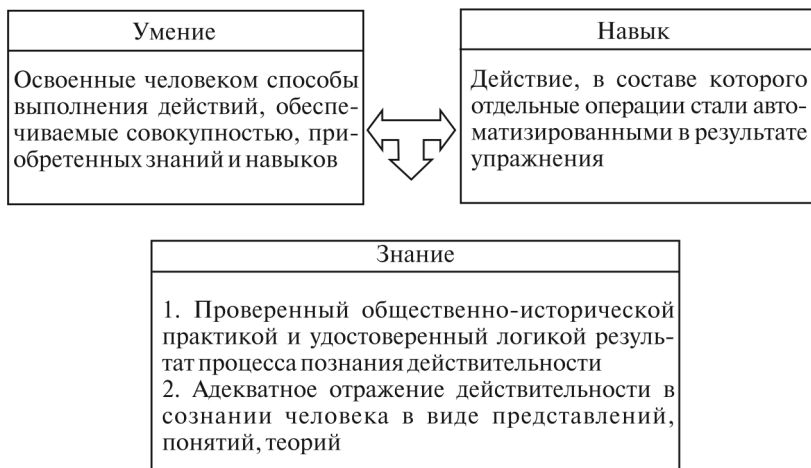 Умение
Освоенные человеком способы
выполнения действий, обеспе-
чиваемые совокупностью, при-
обретенных знаний и навыков
Навык
Действие, в составе которого
отдельные операции стали авто-
матизированными в результате
упражнения
Знание
1. Проверенный общественно-исторической
практикой и удостоверенный логикой резуль-
тат процесса познания действительности
2. Адекватное отражение действительности в
сознании человека в виде представлений,
понятий, теорий